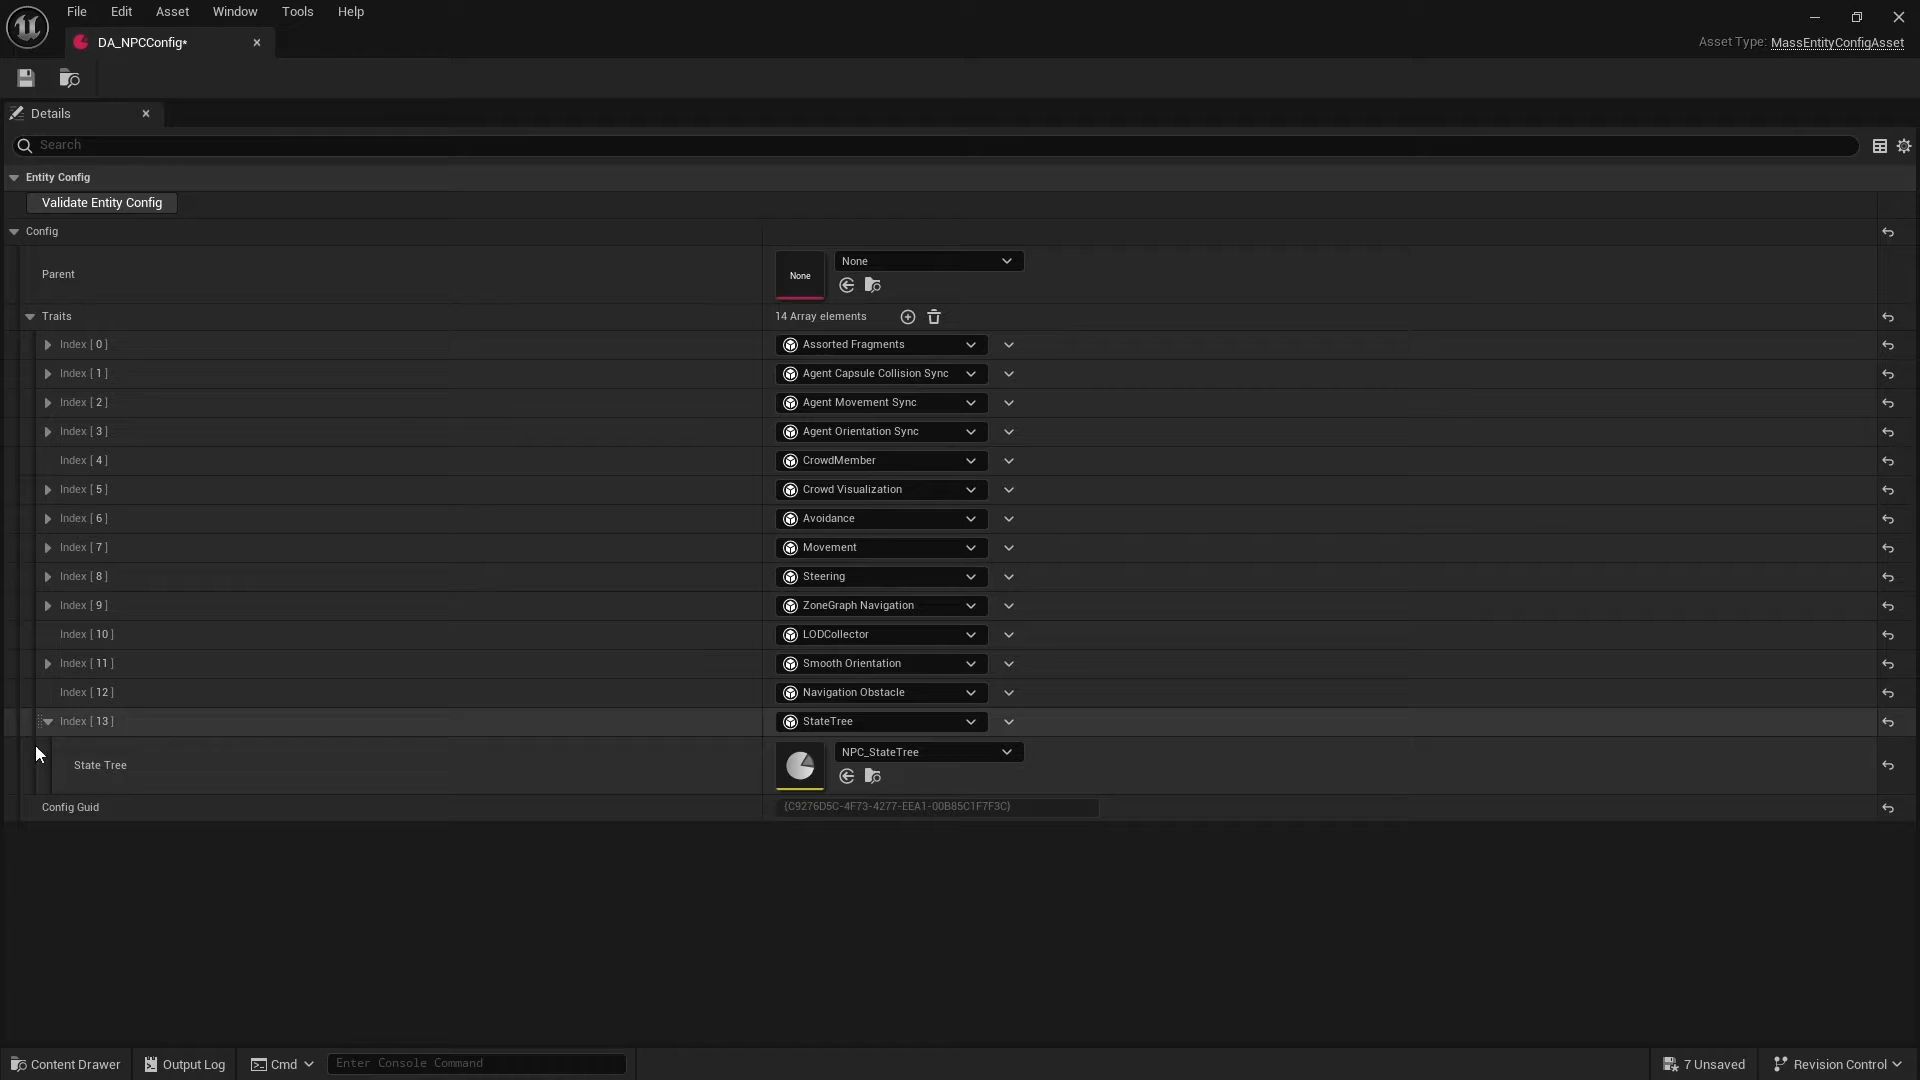 File Edit Asset Window Tools Help
DA_NPCConfig*
Asset Type: MassEntityConfigAsset
Details
Search
Entity Config
Validate Entity Config
Config
Parent
None
None
Traits
14 Array elements
Index [ 0 ] Assorted Fragments
Index [ 1 ] Agent Capsule Collision Sync
Index [ 2 ] Agent Movement Sync
Index [ 3 ] Agent Orientation Sync
Index [ 4 ] CrowdMember
Index [ 5 ] Crowd Visualization
Index [ 6 ] Avoidance
Index [ 7 ] Movement
Index [ 8 ] Steering
Index [ 9 ] ZoneGraph Navigation
Index [ 10 ] LODCollector
Index [ 11 ] Smooth Orientation
Index [ 12 ] Navigation Obstacle
Index [ 13 ] StateTree
State Tree
NPC_StateTree
Config Guid {C9276D5C-4F73-4277-EEA1-00B85C1F7F3C}
Content Drawer Output Log Cmd Enter Console Command 7 Unsaved Revision Control